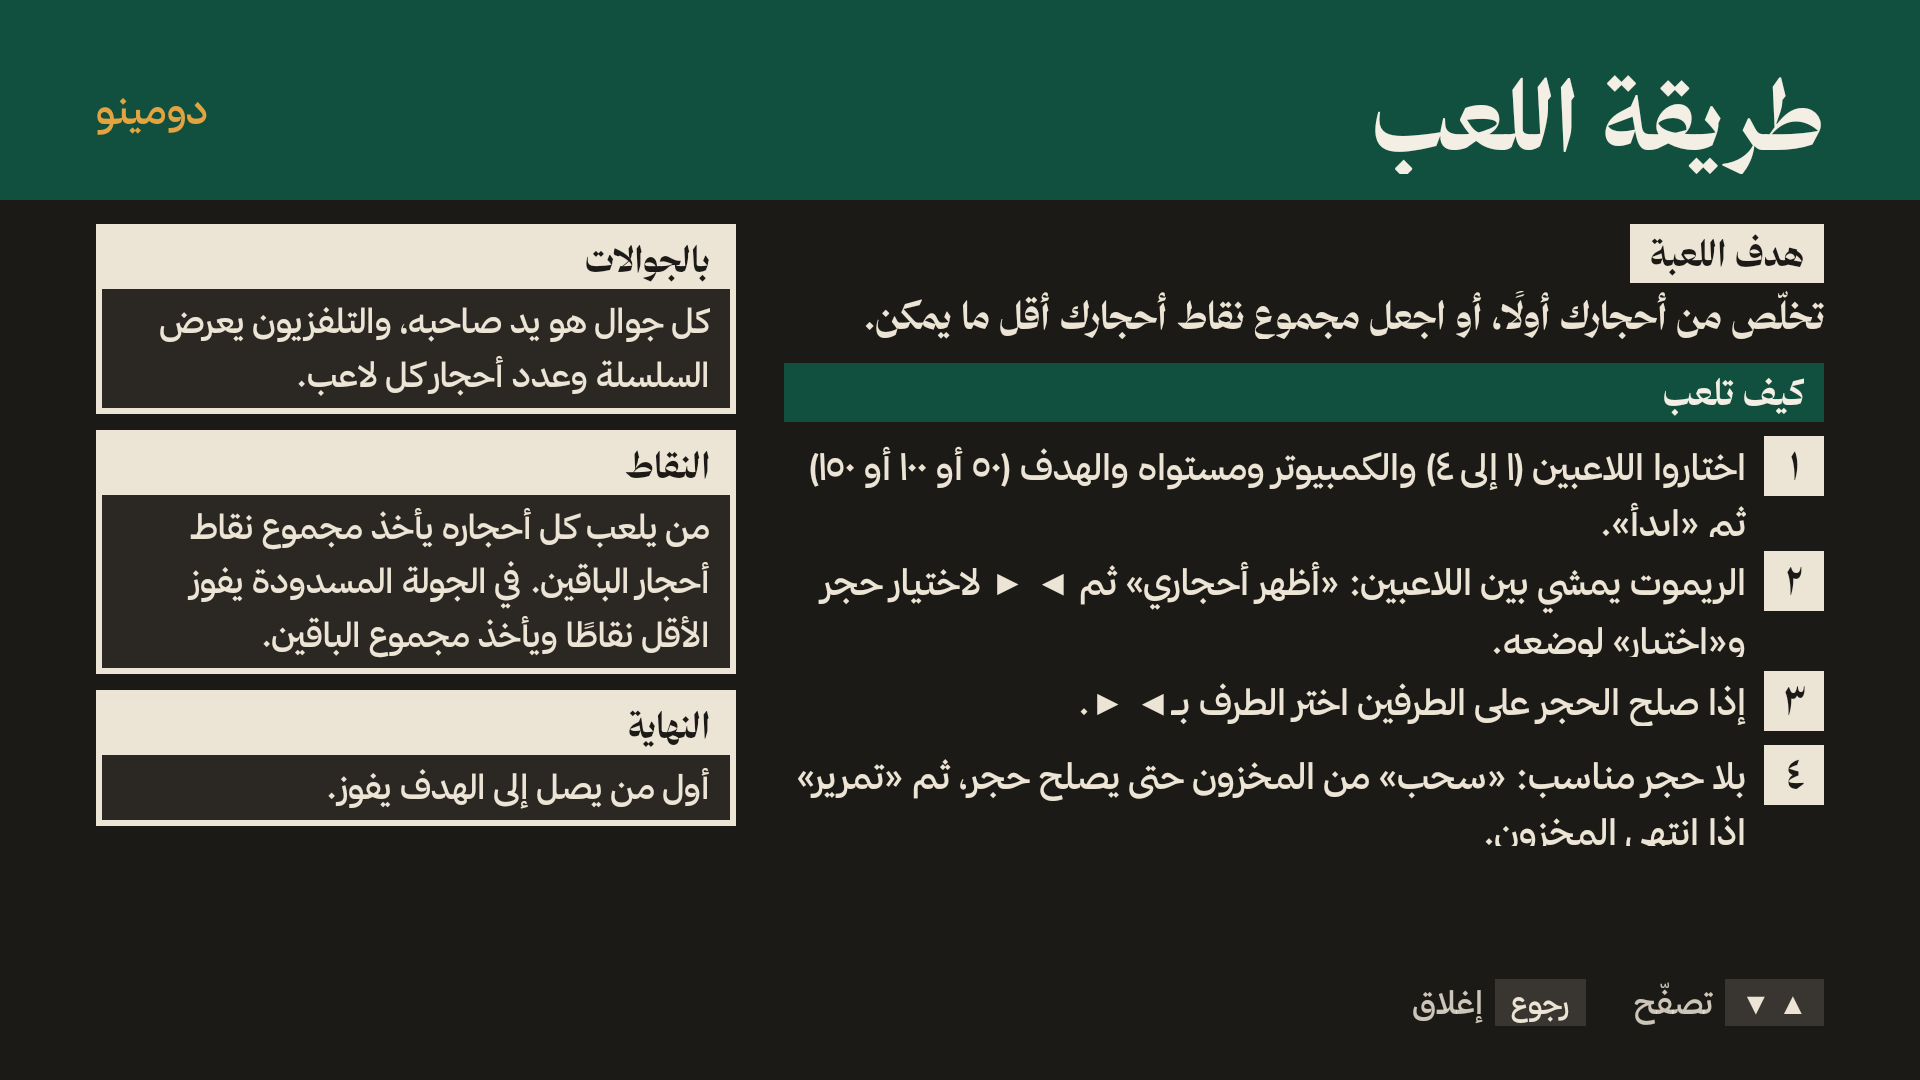 طريقة اللعب
دومينو
هدف اللعبة
تخلّص من أحجارك أولًا، أو اجعل مجموع نقاط أحجارك أقل ما يمكن.
كيف تلعب
١ اختاروا اللاعبين (١ إلى ٤) والكمبيوتر ومستواه والهدف (٥٠ أو ١٠٠ أو ١٥٠)
ثم «ابدأ».
٢ الريموت يمشي بين اللاعبين: «أظهر أحجاري» ثم ◄ ► لاختيار حجر
و«اختيار» لوضعه.
٣ إذا صلح الحجر على الطرفين اختر الطرف بـ ◄ ►.
٤ بلا حجر مناسب: «سحب» من المخزون حتى يصلح حجر، ثم «تمرير»
إذا انتهى المخزون.
بالجوالات
كل جوال هو يد صاحبه، والتلفزيون يعرض
السلسلة وعدد أحجار كل لاعب.
النقاط
من يلعب كل أحجاره يأخذ مجموع نقاط
أحجار الباقين. في الجولة المسدودة يفوز
الأقل نقاطًا ويأخذ مجموع الباقين.
النهاية
أول من يصل إلى الهدف يفوز.
▲ ▼ تصفّح رجوع إغلاق